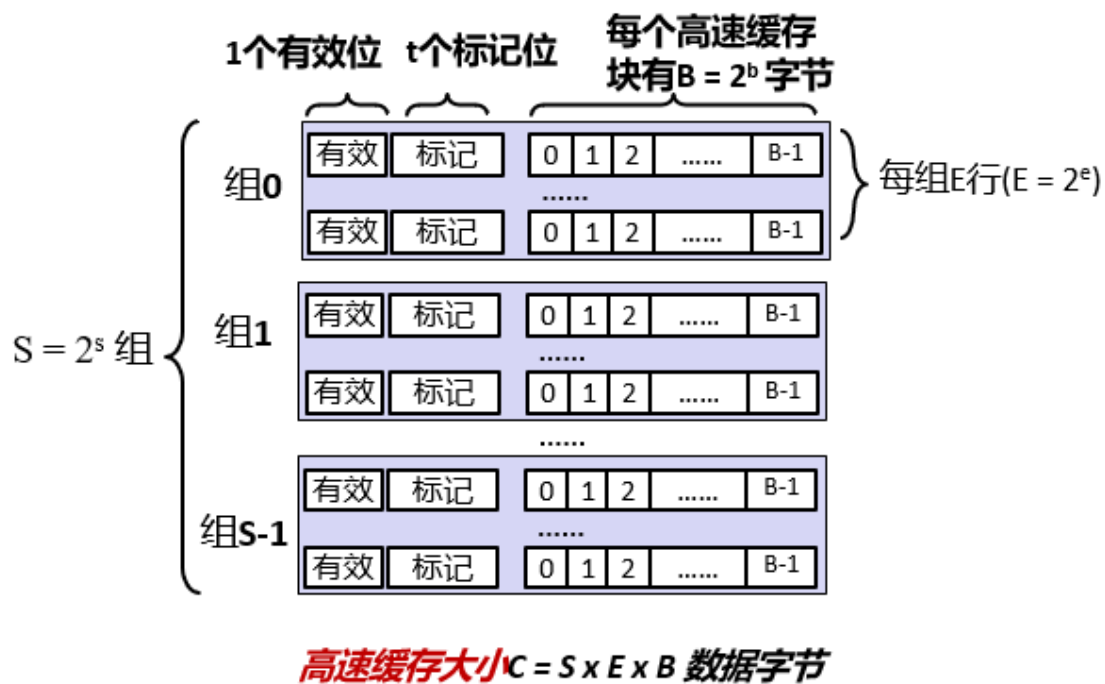 1个有效位 t个标记位 每个高速缓存
块有B = 2ᵇ 字节
有效 标记 0 1 2 …… B-1
组0 …… 每组E行(E = 2ᵉ)
有效 标记 0 1 2 …… B-1
有效 标记 0 1 2 …… B-1
组1 ……
S = 2ˢ 组
有效 标记 0 1 2 …… B-1
……
有效 标记 0 1 2 …… B-1
组S-1 ……
有效 标记 0 1 2 …… B-1
高速缓存大小C = S x E x B 数据字节